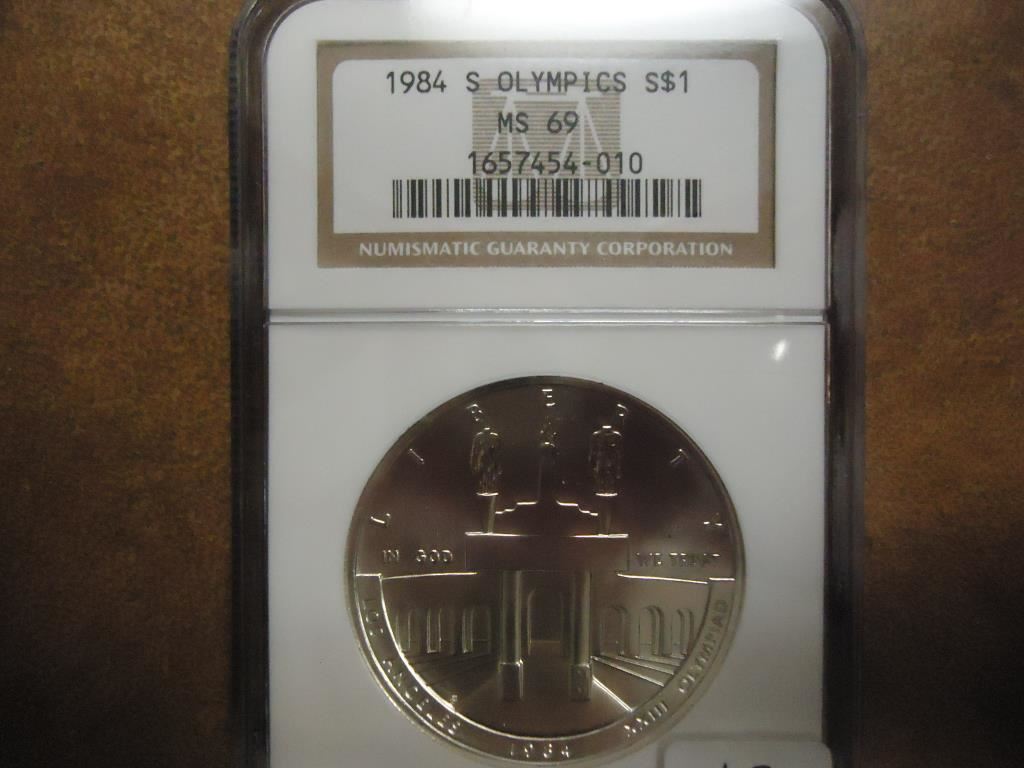 1984 S OLYMPICS S$1
MS 69
1657454-010
NUMISMATIC GUARANTY CORPORATION
LIBERTY
IN GOD WE TRUST
LOS ANGELES 1984 XXIII OLYMPIAD
S